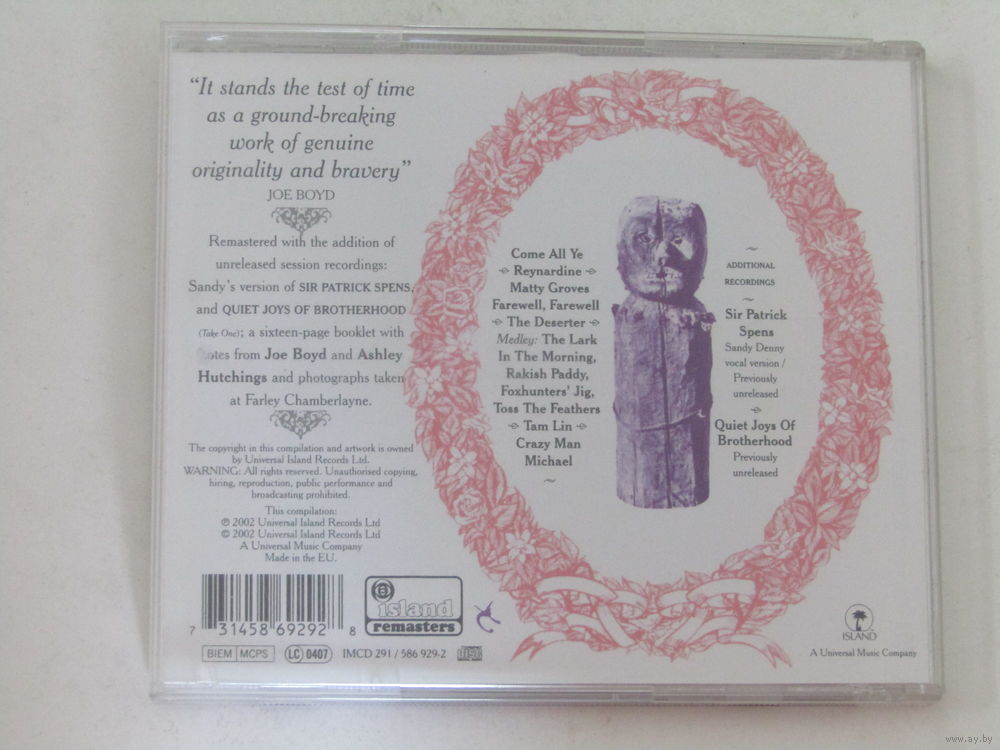 “It stands the test of time
as a ground-breaking
work of genuine
originality and bravery”
JOE BOYD
Remastered with the addition of
unreleased session recordings:
Sandy's version of SIR PATRICK SPENS,
and QUIET JOYS OF BROTHERHOOD
(Take One); a sixteen-page booklet with
otes from Joe Boyd and Ashley
Hutchings and photographs taken
at Farley Chamberlayne.
The copyright in this compilation and artwork is owned
by Universal Island Records Ltd.
WARNING: All rights reserved. Unauthorised copying,
hiring, reproduction, public performance and
broadcasting prohibited.
This compilation:
℗ 2002 Universal Island Records Ltd
© 2002 Universal Island Records Ltd
A Universal Music Company
Made in the EU.
7 31458 69292 8
island
remasters
BIEM MCPS LC 0407 IMCD 291 / 586 929-2
Come All Ye
Reynardine
Matty Groves
Farewell, Farewell
The Deserter
Medley: The Lark
In The Morning,
Rakish Paddy,
Foxhunters' Jig,
Toss The Feathers
Tam Lin
Crazy Man
Michael
ADDITIONAL
RECORDINGS
Sir Patrick
Spens
Sandy Denny
vocal version /
Previously
unreleased
Quiet Joys Of
Brotherhood
Previously
unreleased
ISLAND
A Universal Music Company
www.ay.by